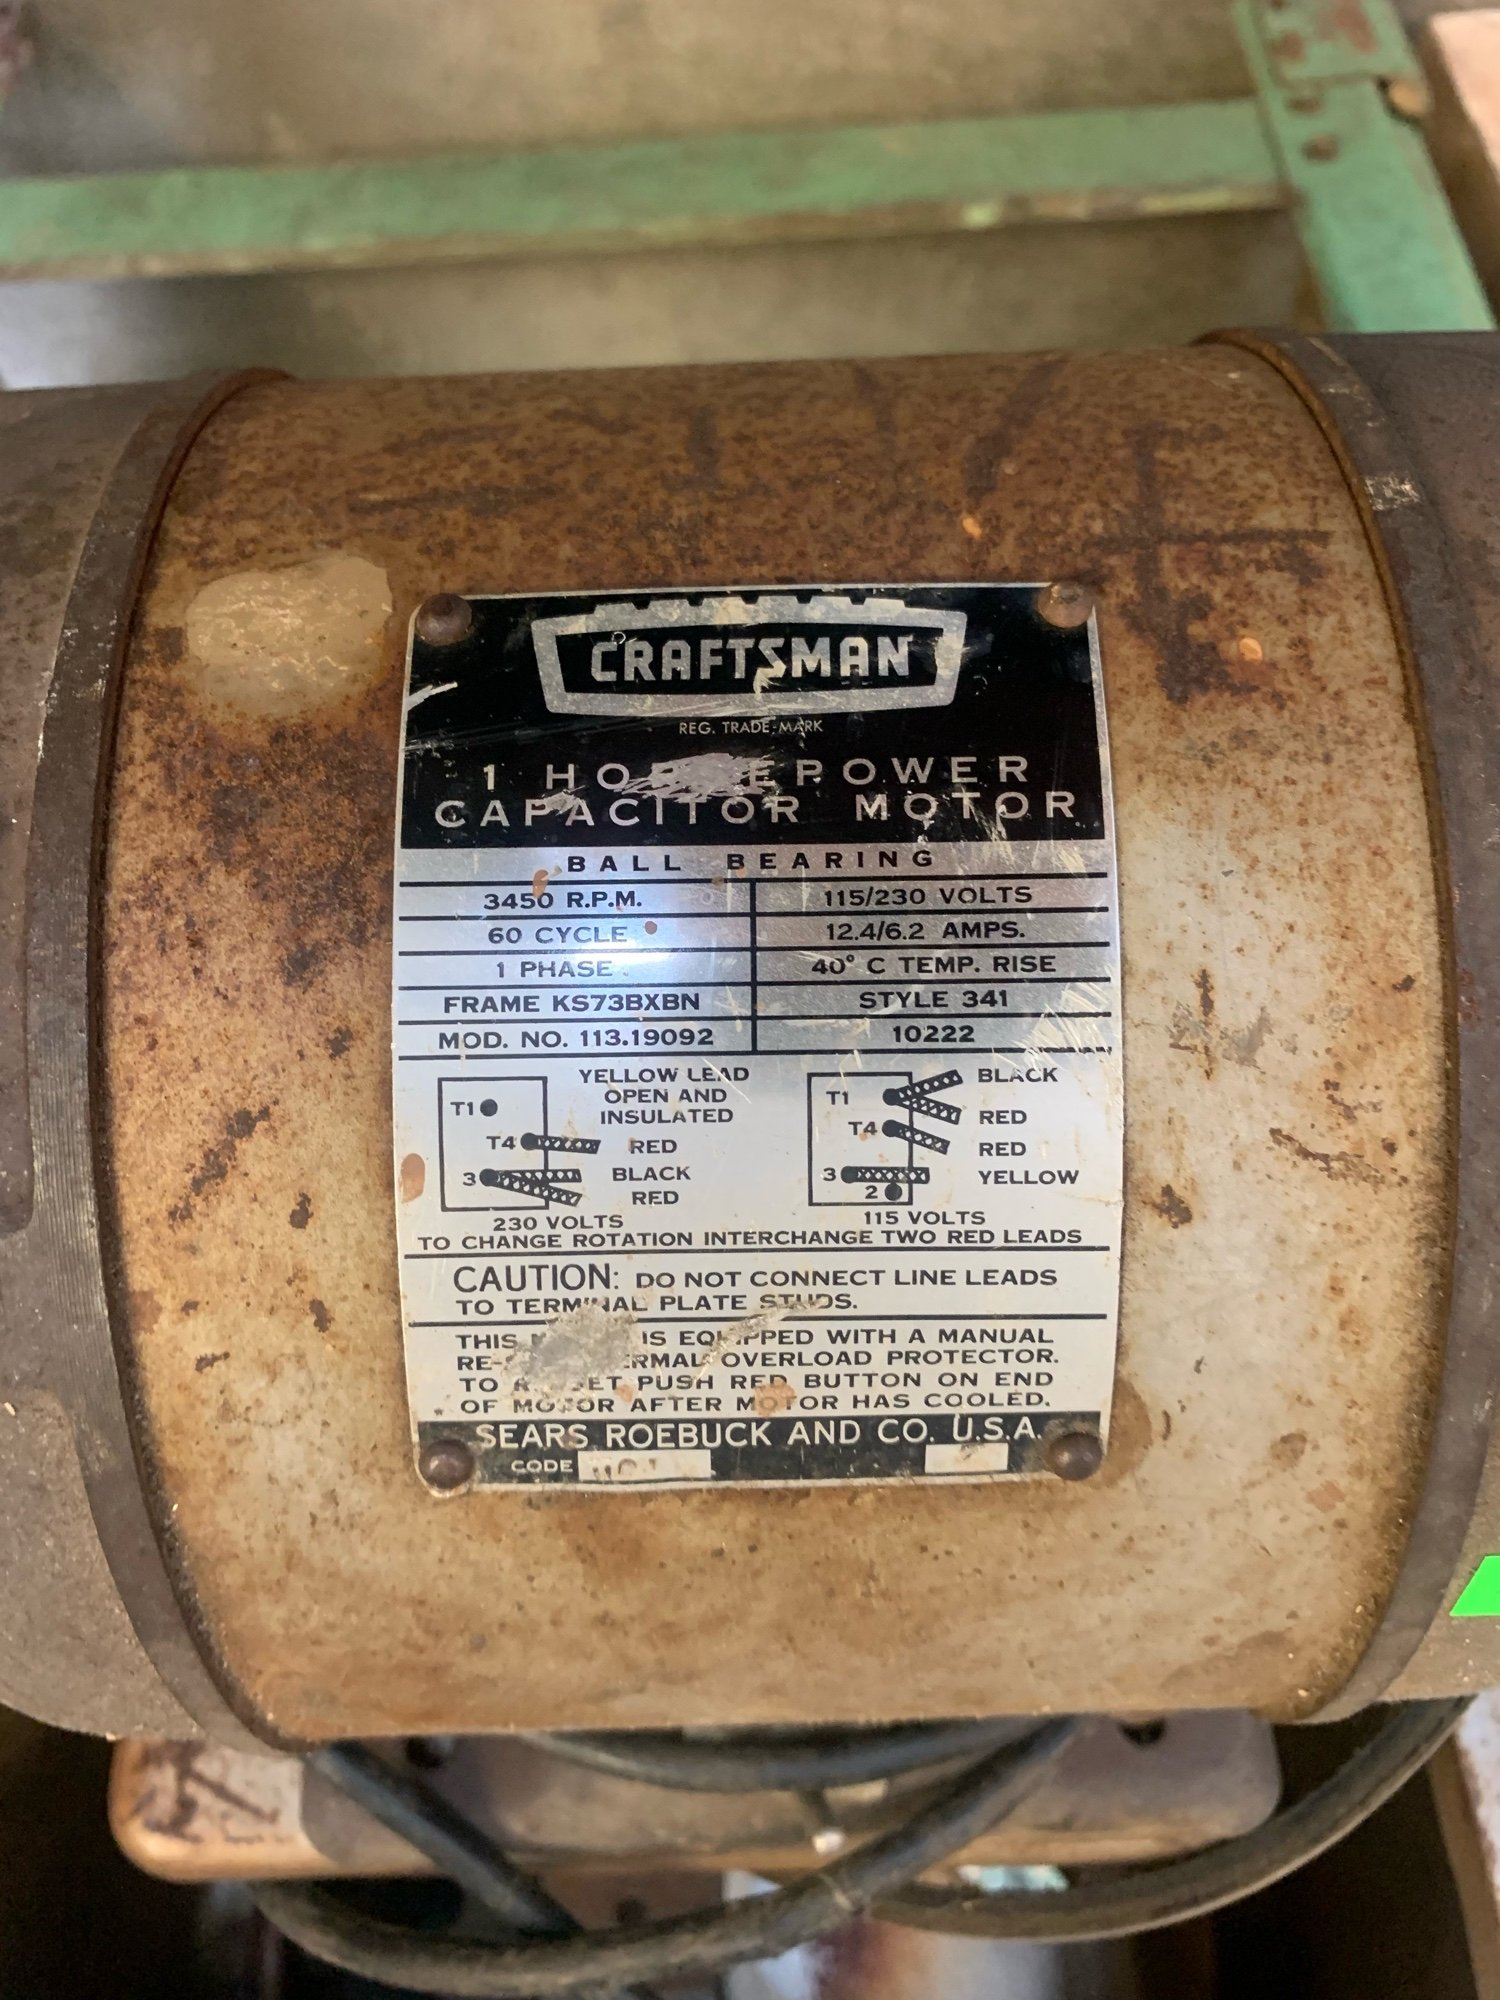 CRAFTSMAN
REG. TRADE-MARK
1 HORSEPOWER
CAPACITOR MOTOR
BALL BEARING
3450 R.P.M. 115/230 VOLTS
60 CYCLE 12.4/6.2 AMPS.
1 PHASE 40° C TEMP. RISE
FRAME KS73BXBN STYLE 341
MOD. NO. 113.19092 10222
YELLOW LEAD
OPEN AND
INSULATED
T1
T4 RED
3 BLACK
RED
230 VOLTS
T1 BLACK
RED
T4 RED
3 YELLOW
2
115 VOLTS
TO CHANGE ROTATION INTERCHANGE TWO RED LEADS
CAUTION: DO NOT CONNECT LINE LEADS
TO TERMINAL PLATE STUDS.
THIS IS EQUIPPED WITH A MANUAL
OVERLOAD PROTECTOR.
TO RESET PUSH RED BUTTON ON END
OF MOTOR AFTER MOTOR HAS COOLED.
SEARS ROEBUCK AND CO. U.S.A.
CODE